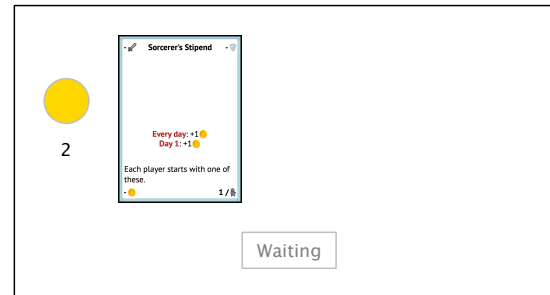 - Sorcerer's Stipend -
Every day: +1
Day 1: +1
Each player starts with one of
these.
- 1 /
2
Waiting